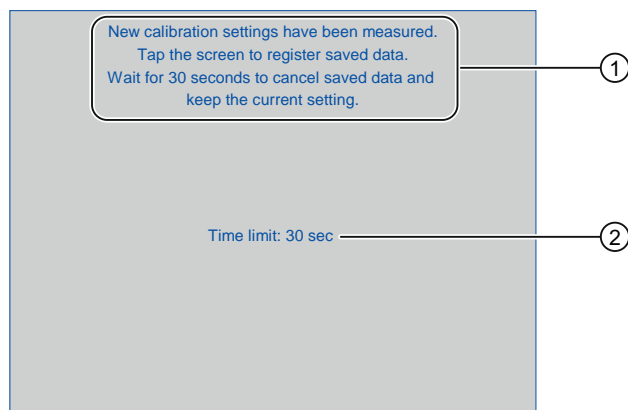 New calibration settings have been measured.
Tap the screen to register saved data.
Wait for 30 seconds to cancel saved data and
keep the current setting.
1
Time limit: 30 sec
2